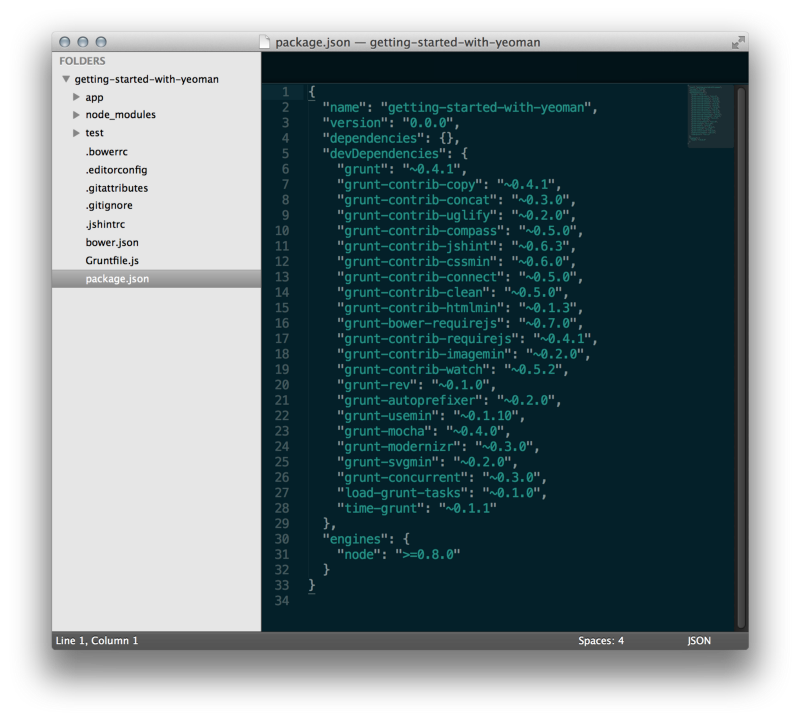 package.json — getting-started-with-yeoman
FOLDERS
getting-started-with-yeoman
app
node_modules
test
.bowerrc
.editorconfig
.gitattributes
.gitignore
.jshintrc
bower.json
Gruntfile.js
package.json
1 {
2 "name": "getting-started-with-yeoman",
3 "version": "0.0.0",
4 "dependencies": {},
5 "devDependencies": {
6 "grunt": "~0.4.1",
7 "grunt-contrib-copy": "~0.4.1",
8 "grunt-contrib-concat": "~0.3.0",
9 "grunt-contrib-uglify": "~0.2.0",
10 "grunt-contrib-compass": "~0.5.0",
11 "grunt-contrib-jshint": "~0.6.3",
12 "grunt-contrib-cssmin": "~0.6.0",
13 "grunt-contrib-connect": "~0.5.0",
14 "grunt-contrib-clean": "~0.5.0",
15 "grunt-contrib-htmlmin": "~0.1.3",
16 "grunt-bower-requirejs": "~0.7.0",
17 "grunt-contrib-requirejs": "~0.4.1",
18 "grunt-contrib-imagemin": "~0.2.0",
19 "grunt-contrib-watch": "~0.5.2",
20 "grunt-rev": "~0.1.0",
21 "grunt-autoprefixer": "~0.2.0",
22 "grunt-usemin": "~0.1.10",
23 "grunt-mocha": "~0.4.0",
24 "grunt-modernizr": "~0.3.0",
25 "grunt-svgmin": "~0.2.0",
26 "grunt-concurrent": "~0.3.0",
27 "load-grunt-tasks": "~0.1.0",
28 "time-grunt": "~0.1.1"
29 },
30 "engines": {
31 "node": ">=0.8.0"
32 }
33 }
34
Line 1, Column 1
Spaces: 4
JSON